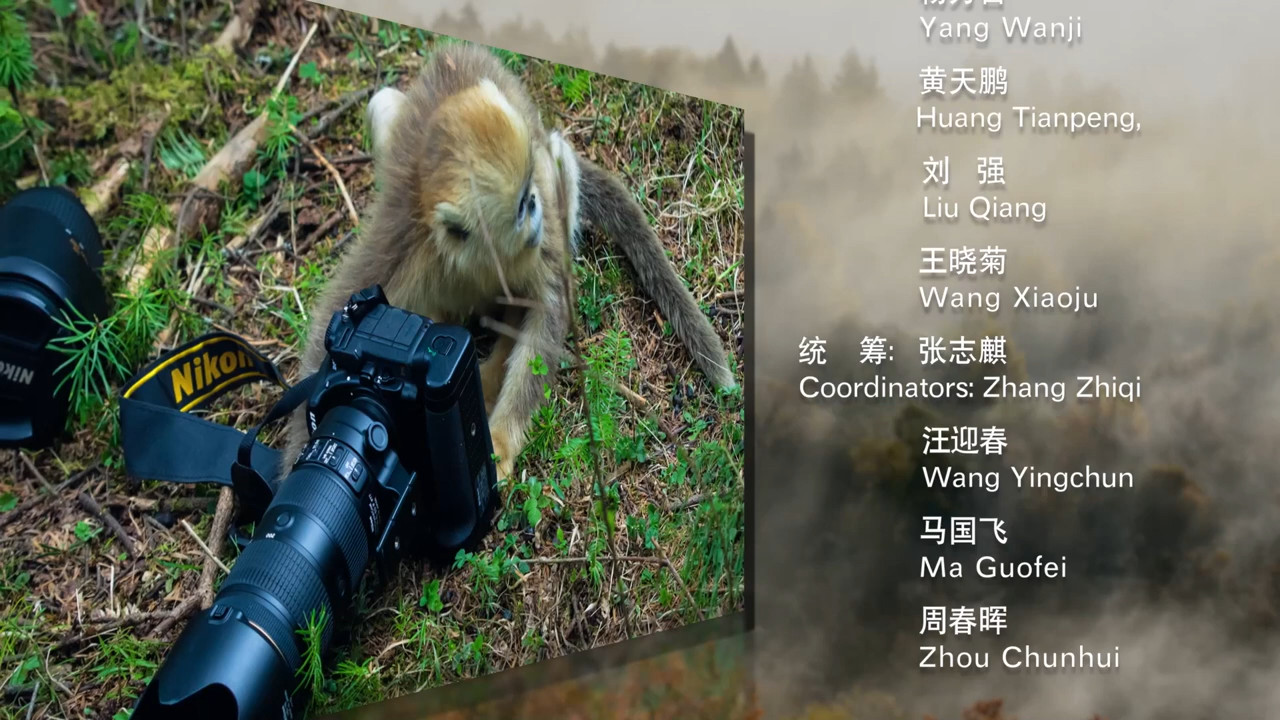 Yang Wanji
黄天鹏
Huang Tianpeng,
刘 强
Liu Qiang
王晓菊
Wang Xiaoju
统 筹: 张志麒
Coordinators: Zhang Zhiqi
汪迎春
Wang Yingchun
马国飞
Ma Guofei
周春晖
Zhou Chunhui
Nikon
NIKON